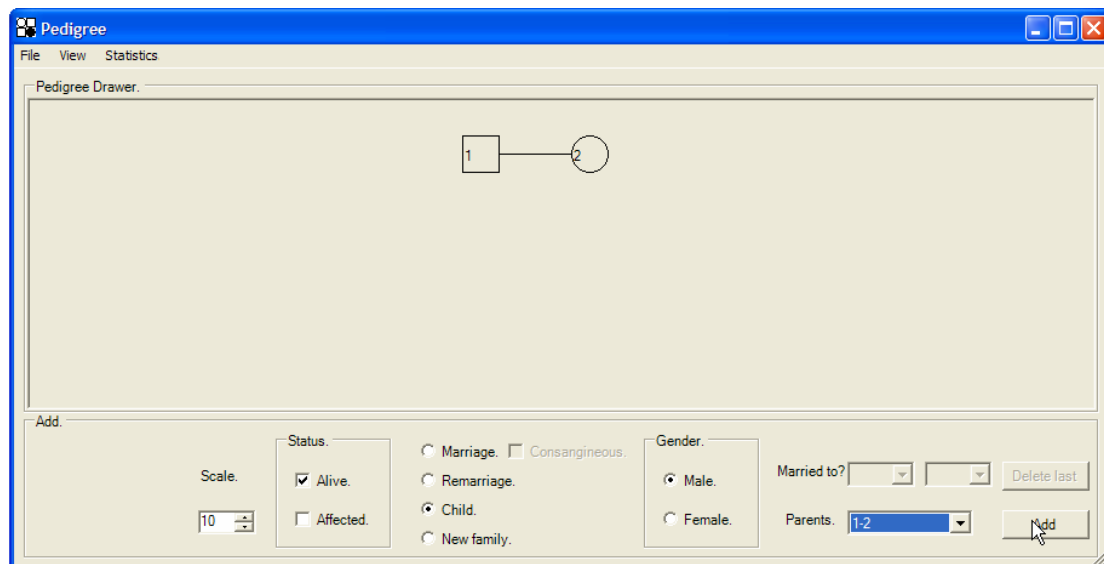 Pedigree
File View Statistics
Pedigree Drawer.
1 2
Add.
Status. Gender.
Marriage. Consangineous.
Scale. Alive. Remarriage. Male. Married to? Delete last
Child.
10 Affected. Female. Parents. 1-2 Add
New family.